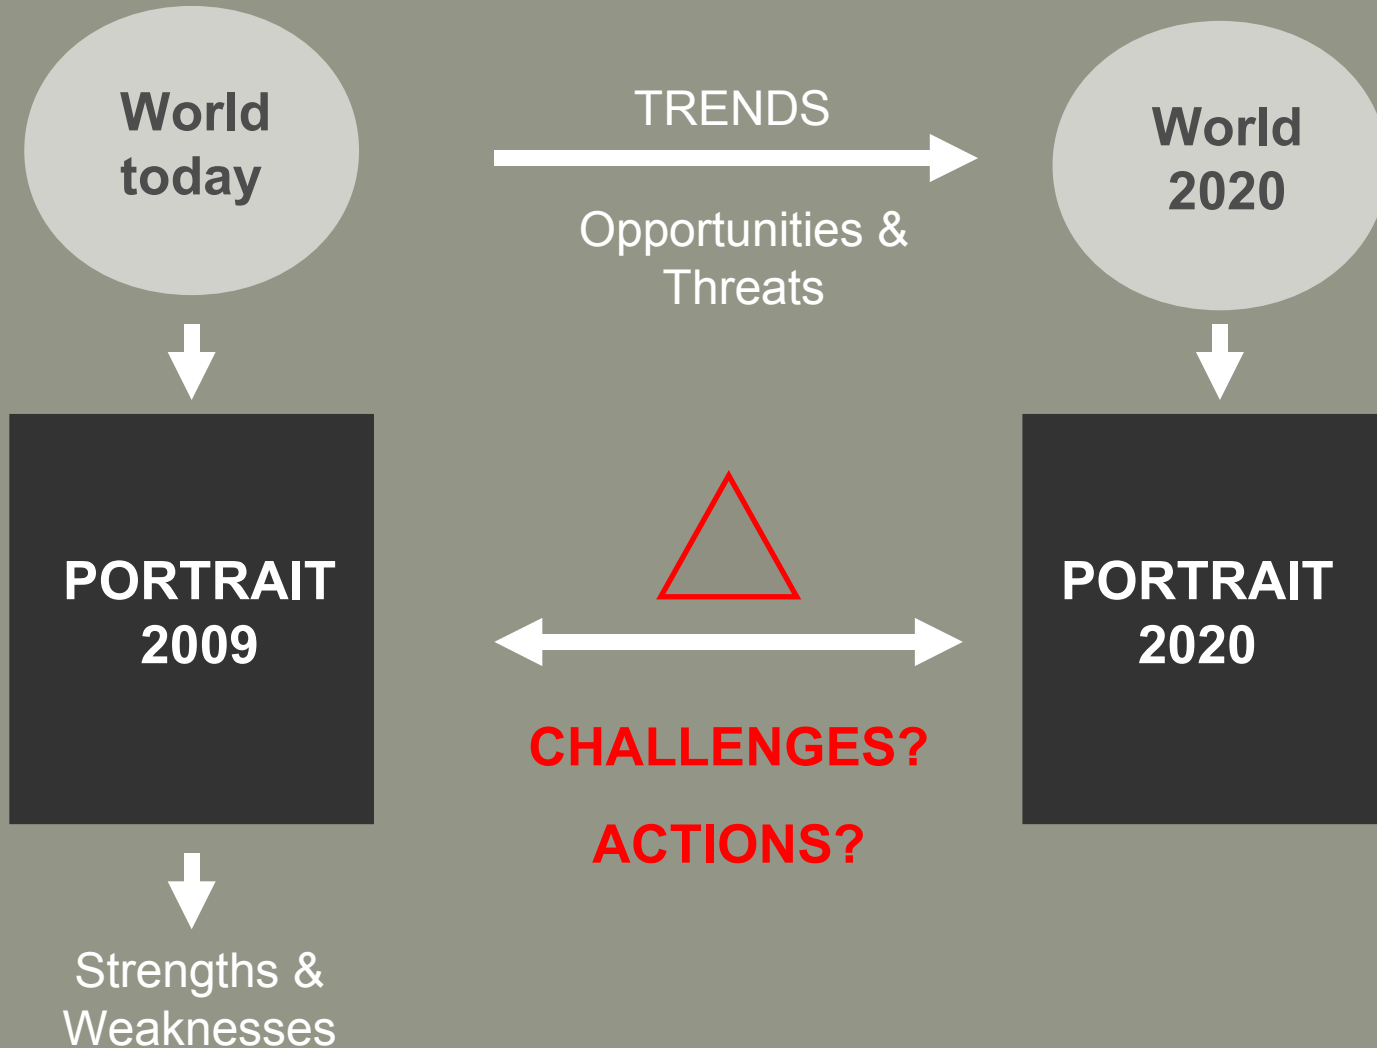 World
today
TRENDS
Opportunities &
Threats
World
2020
PORTRAIT
2009
CHALLENGES?
ACTIONS?
PORTRAIT
2020
Strengths &
Weaknesses